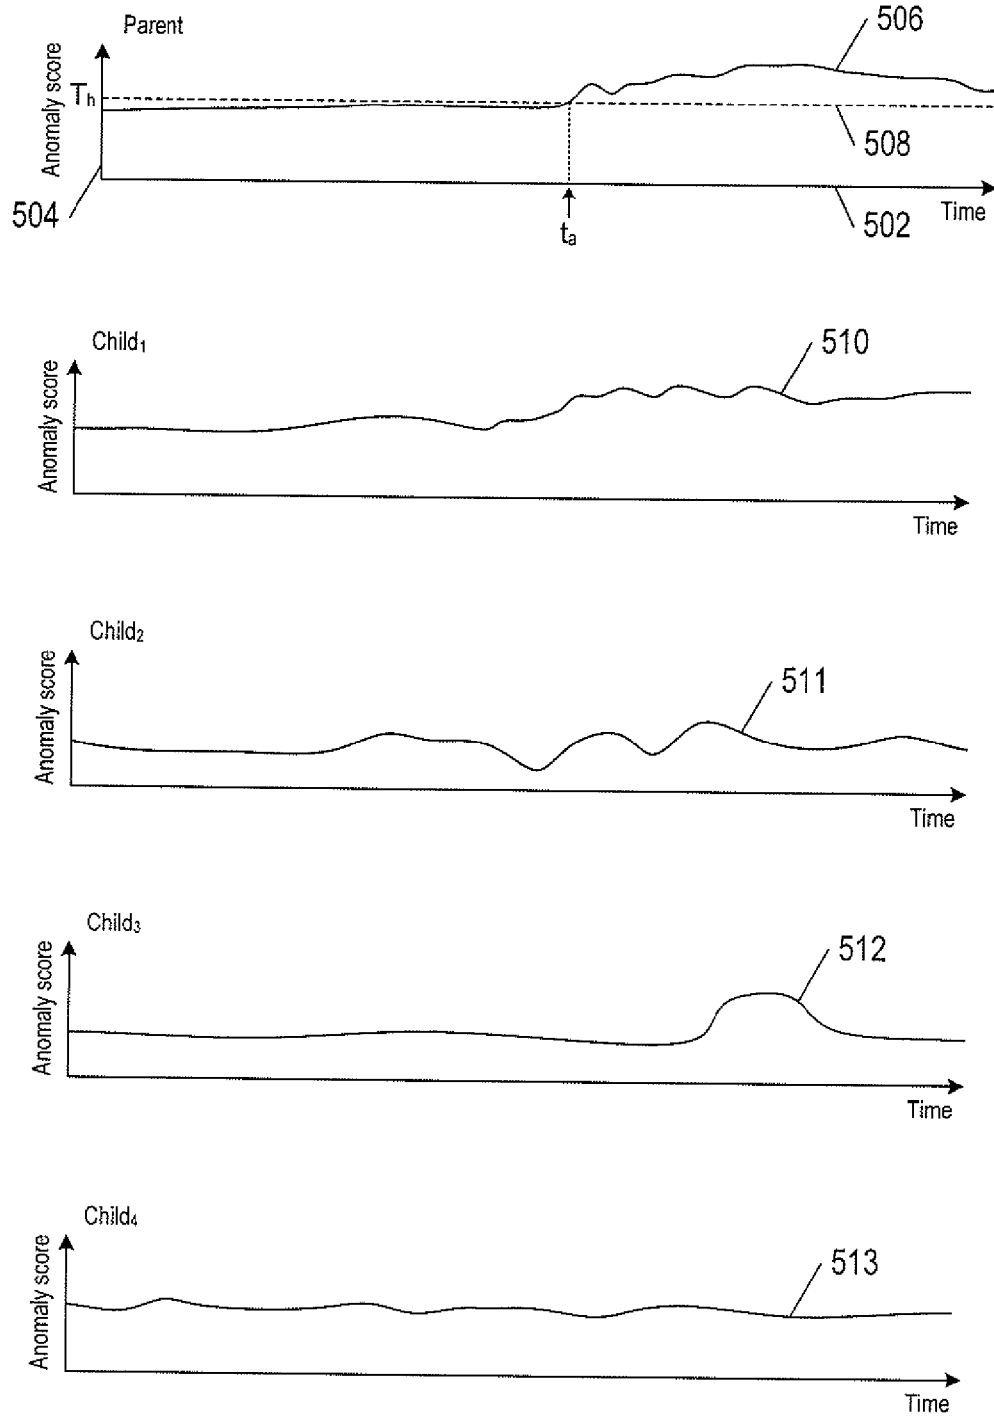 Parent
506
Anomaly score
Th
508
504
502
Time
ta
Child1
510
Anomaly score
Time
Child2
511
Anomaly score
Time
Child3
512
Anomaly score
Time
Child4
513
Anomaly score
Time